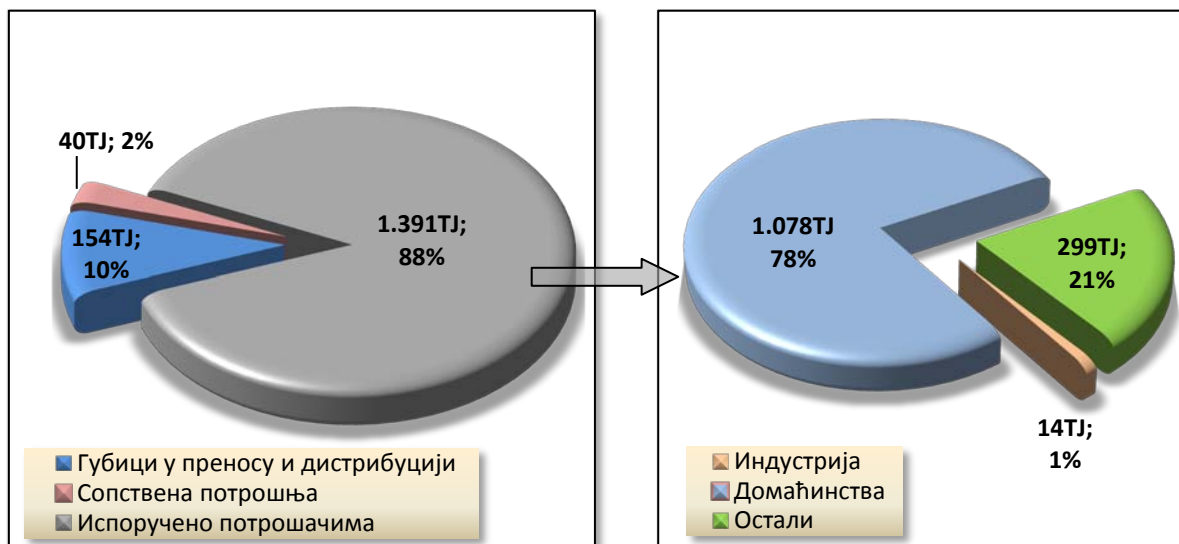 40TJ; 2%
154TJ;
10%
1.391TJ;
88%
Губици у преносу и дистрибуцији
Сопствена потрошња
Испоручено потрошачима
1.078TJ
78%
299TJ;
21%
14TJ;
1%
Индустрија
Домаћинства
Остали